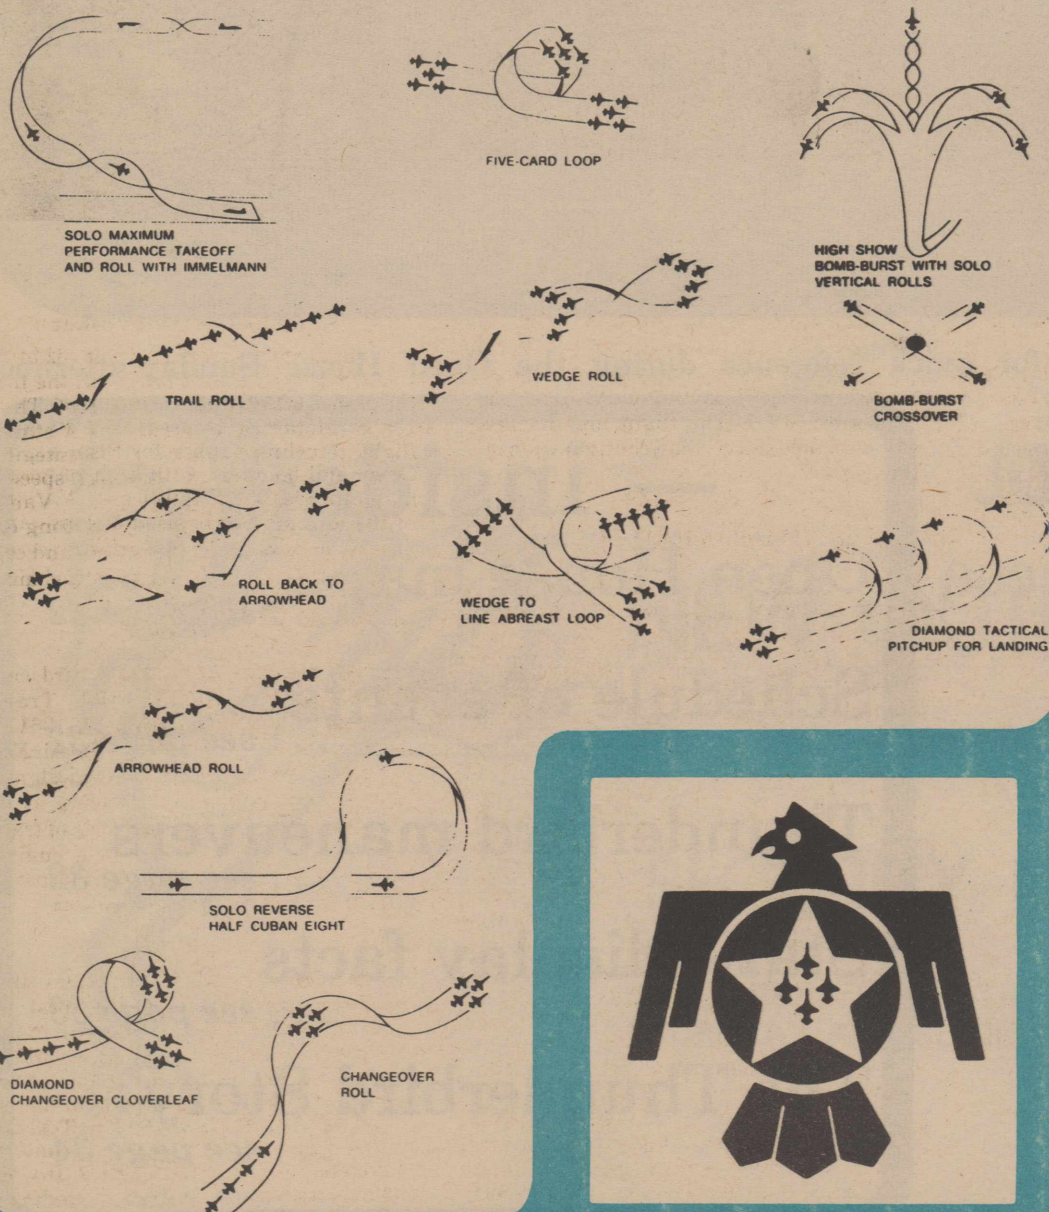 SOLO MAXIMUM
PERFORMANCE TAKEOFF
AND ROLL WITH IMMELMANN
FIVE-CARD LOOP
HIGH SHOW
BOMB-BURST WITH SOLO
VERTICAL ROLLS
TRAIL ROLL
WEDGE ROLL
BOMB-BURST
CROSSOVER
ROLL BACK TO
ARROWHEAD
WEDGE TO
LINE ABREAST LOOP
DIAMOND TACTICAL
PITCHUP FOR LANDING
ARROWHEAD ROLL
SOLO REVERSE
HALF CUBAN EIGHT
DIAMOND
CHANGEOVER CLOVERLEAF
CHANGEOVER
ROLL